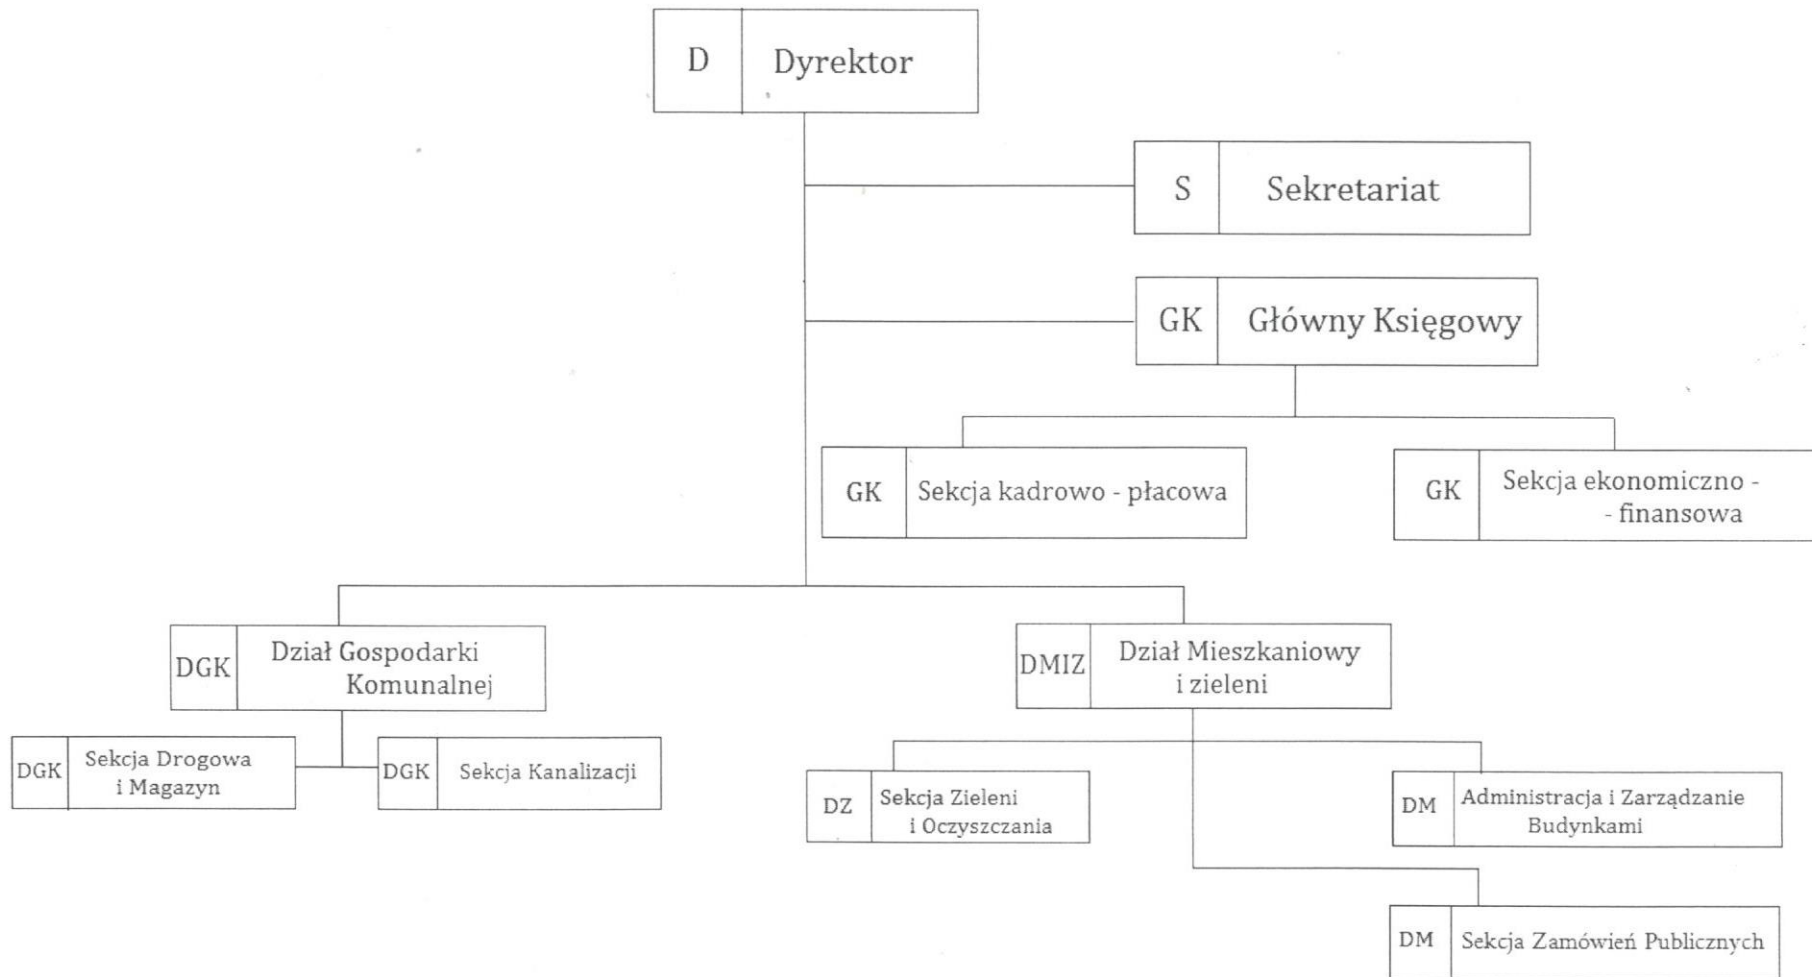 D Dyrektor
S Sekretariat
GK Główny Księgowy
GK Sekcja kadrowo - płacowa
GK Sekcja ekonomiczno -
- finansowa
DGK Dział Gospodarki
Komunalnej
DMIZ Dział Mieszkaniowy
i zieleni
DGK Sekcja Drogowa
i Magazyn
DGK Sekcja Kanalizacji
DZ Sekcja Zieleni
i Oczyszczania
DM Administracja i Zarządzanie
Budynkami
DM Sekcja Zamówień Publicznych